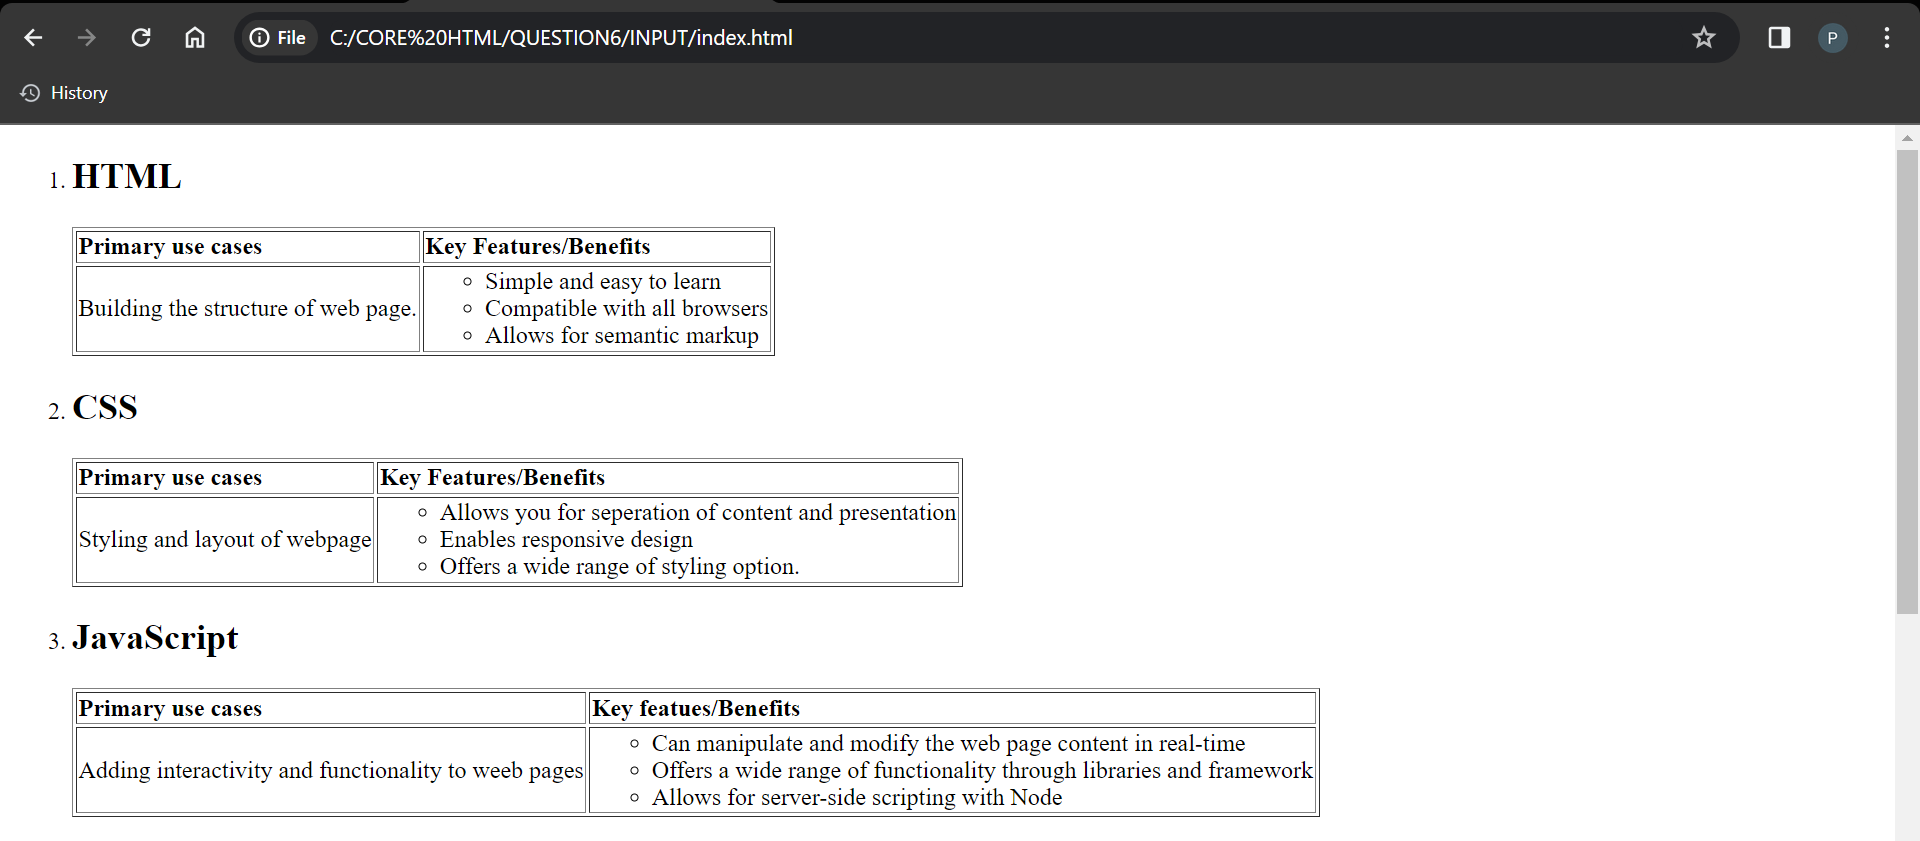 File C:/CORE%20HTML/QUESTION6/INPUT/index.html P
History
1. HTML
Primary use cases Key Features/Benefits
Building the structure of web page.
Simple and easy to learn
Compatible with all browsers
Allows for semantic markup
2. CSS
Primary use cases Key Features/Benefits
Styling and layout of webpage
Allows you for seperation of content and presentation
Enables responsive design
Offers a wide range of styling option.
3. JavaScript
Primary use cases Key featues/Benefits
Adding interactivity and functionality to weeb pages
Can manipulate and modify the web page content in real-time
Offers a wide range of functionality through libraries and framework
Allows for server-side scripting with Node